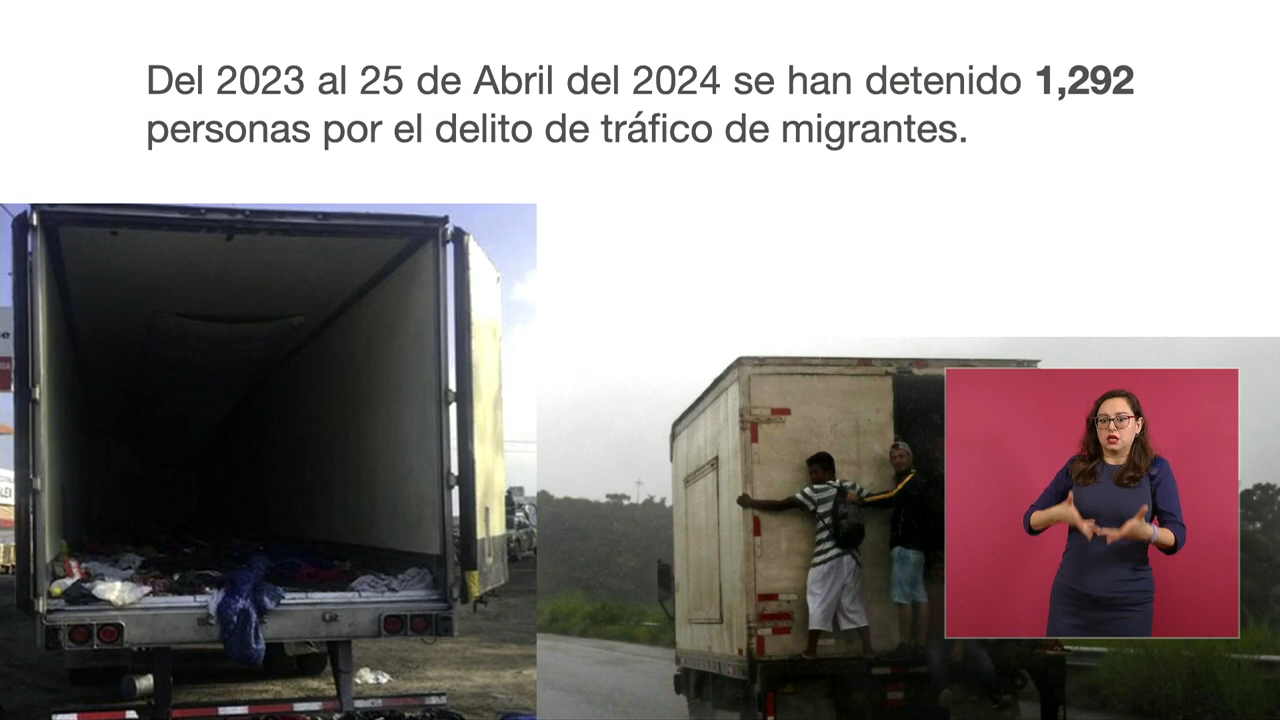 Del 2023 al 25 de Abril del 2024 se han detenido 1,292
personas por el delito de tráfico de migrantes.